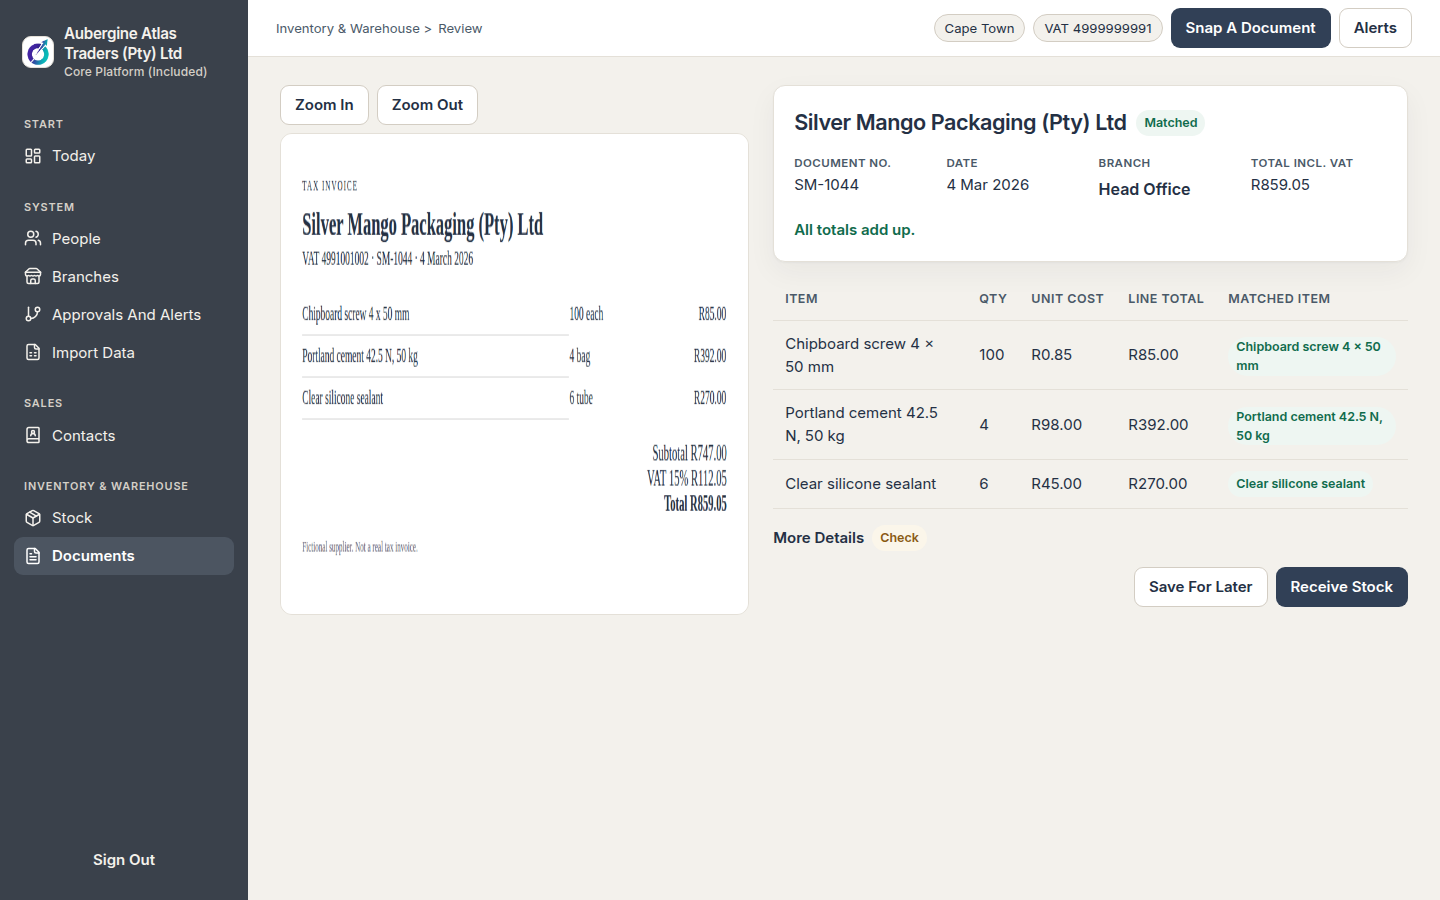 Aubergine Atlas
Traders (Pty) Ltd
Core Platform (Included)
START
Today
SYSTEM
People
Branches
Approvals And Alerts
Import Data
SALES
Contacts
INVENTORY & WAREHOUSE
Stock
Documents
Sign Out
Inventory & Warehouse > Review
Cape Town
VAT 4999999991
Snap A Document
Alerts
Zoom In
Zoom Out
TAX INVOICE
Silver Mango Packaging (Pty) Ltd
VAT 4991001002 · SM-1044 · 4 March 2026
Chipboard screw 4 x 50 mm 100 each R85.00
Portland cement 42.5 N, 50 kg 4 bag R392.00
Clear silicone sealant 6 tube R270.00
Subtotal R747.00
VAT 15% R112.05
Total R859.05
Fictional supplier. Not a real tax invoice.
Silver Mango Packaging (Pty) Ltd Matched
DOCUMENT NO. DATE BRANCH TOTAL INCL. VAT
SM-1044 4 Mar 2026 Head Office R859.05
All totals add up.
ITEM QTY UNIT COST LINE TOTAL MATCHED ITEM
Chipboard screw 4 ×
50 mm
100 R0.85 R85.00
Chipboard screw 4 × 50
mm
Portland cement 42.5
N, 50 kg
4 R98.00 R392.00
Portland cement 42.5 N,
50 kg
Clear silicone sealant 6 R45.00 R270.00 Clear silicone sealant
More Details Check
Save For Later
Receive Stock